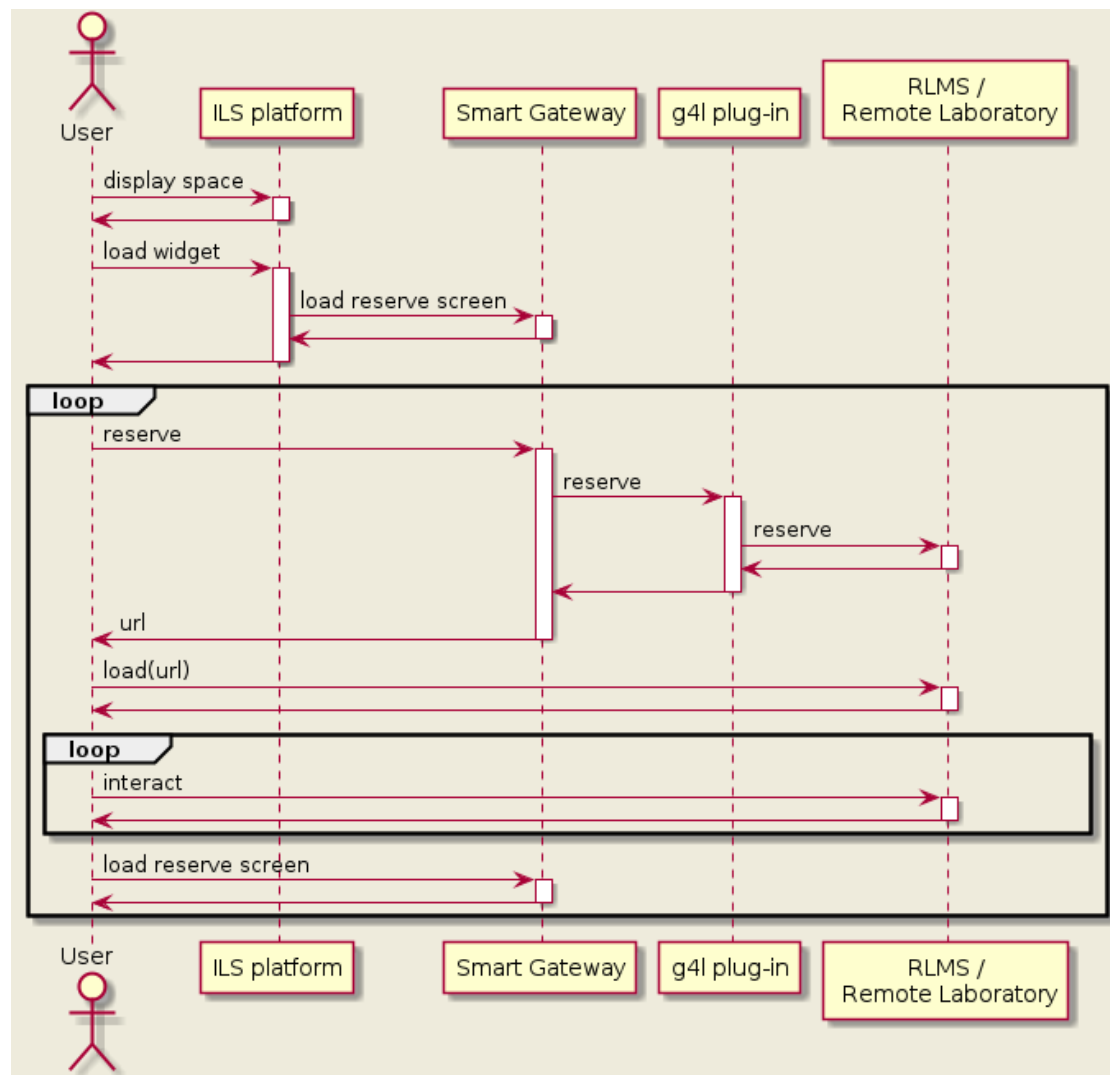 User
ILS platform
Smart Gateway
g4l plug-in
RLMS /
Remote Laboratory
display space
load widget
load reserve screen
loop
reserve
reserve
reserve
url
load(url)
loop
interact
load reserve screen
User
ILS platform
Smart Gateway
g4l plug-in
RLMS /
Remote Laboratory